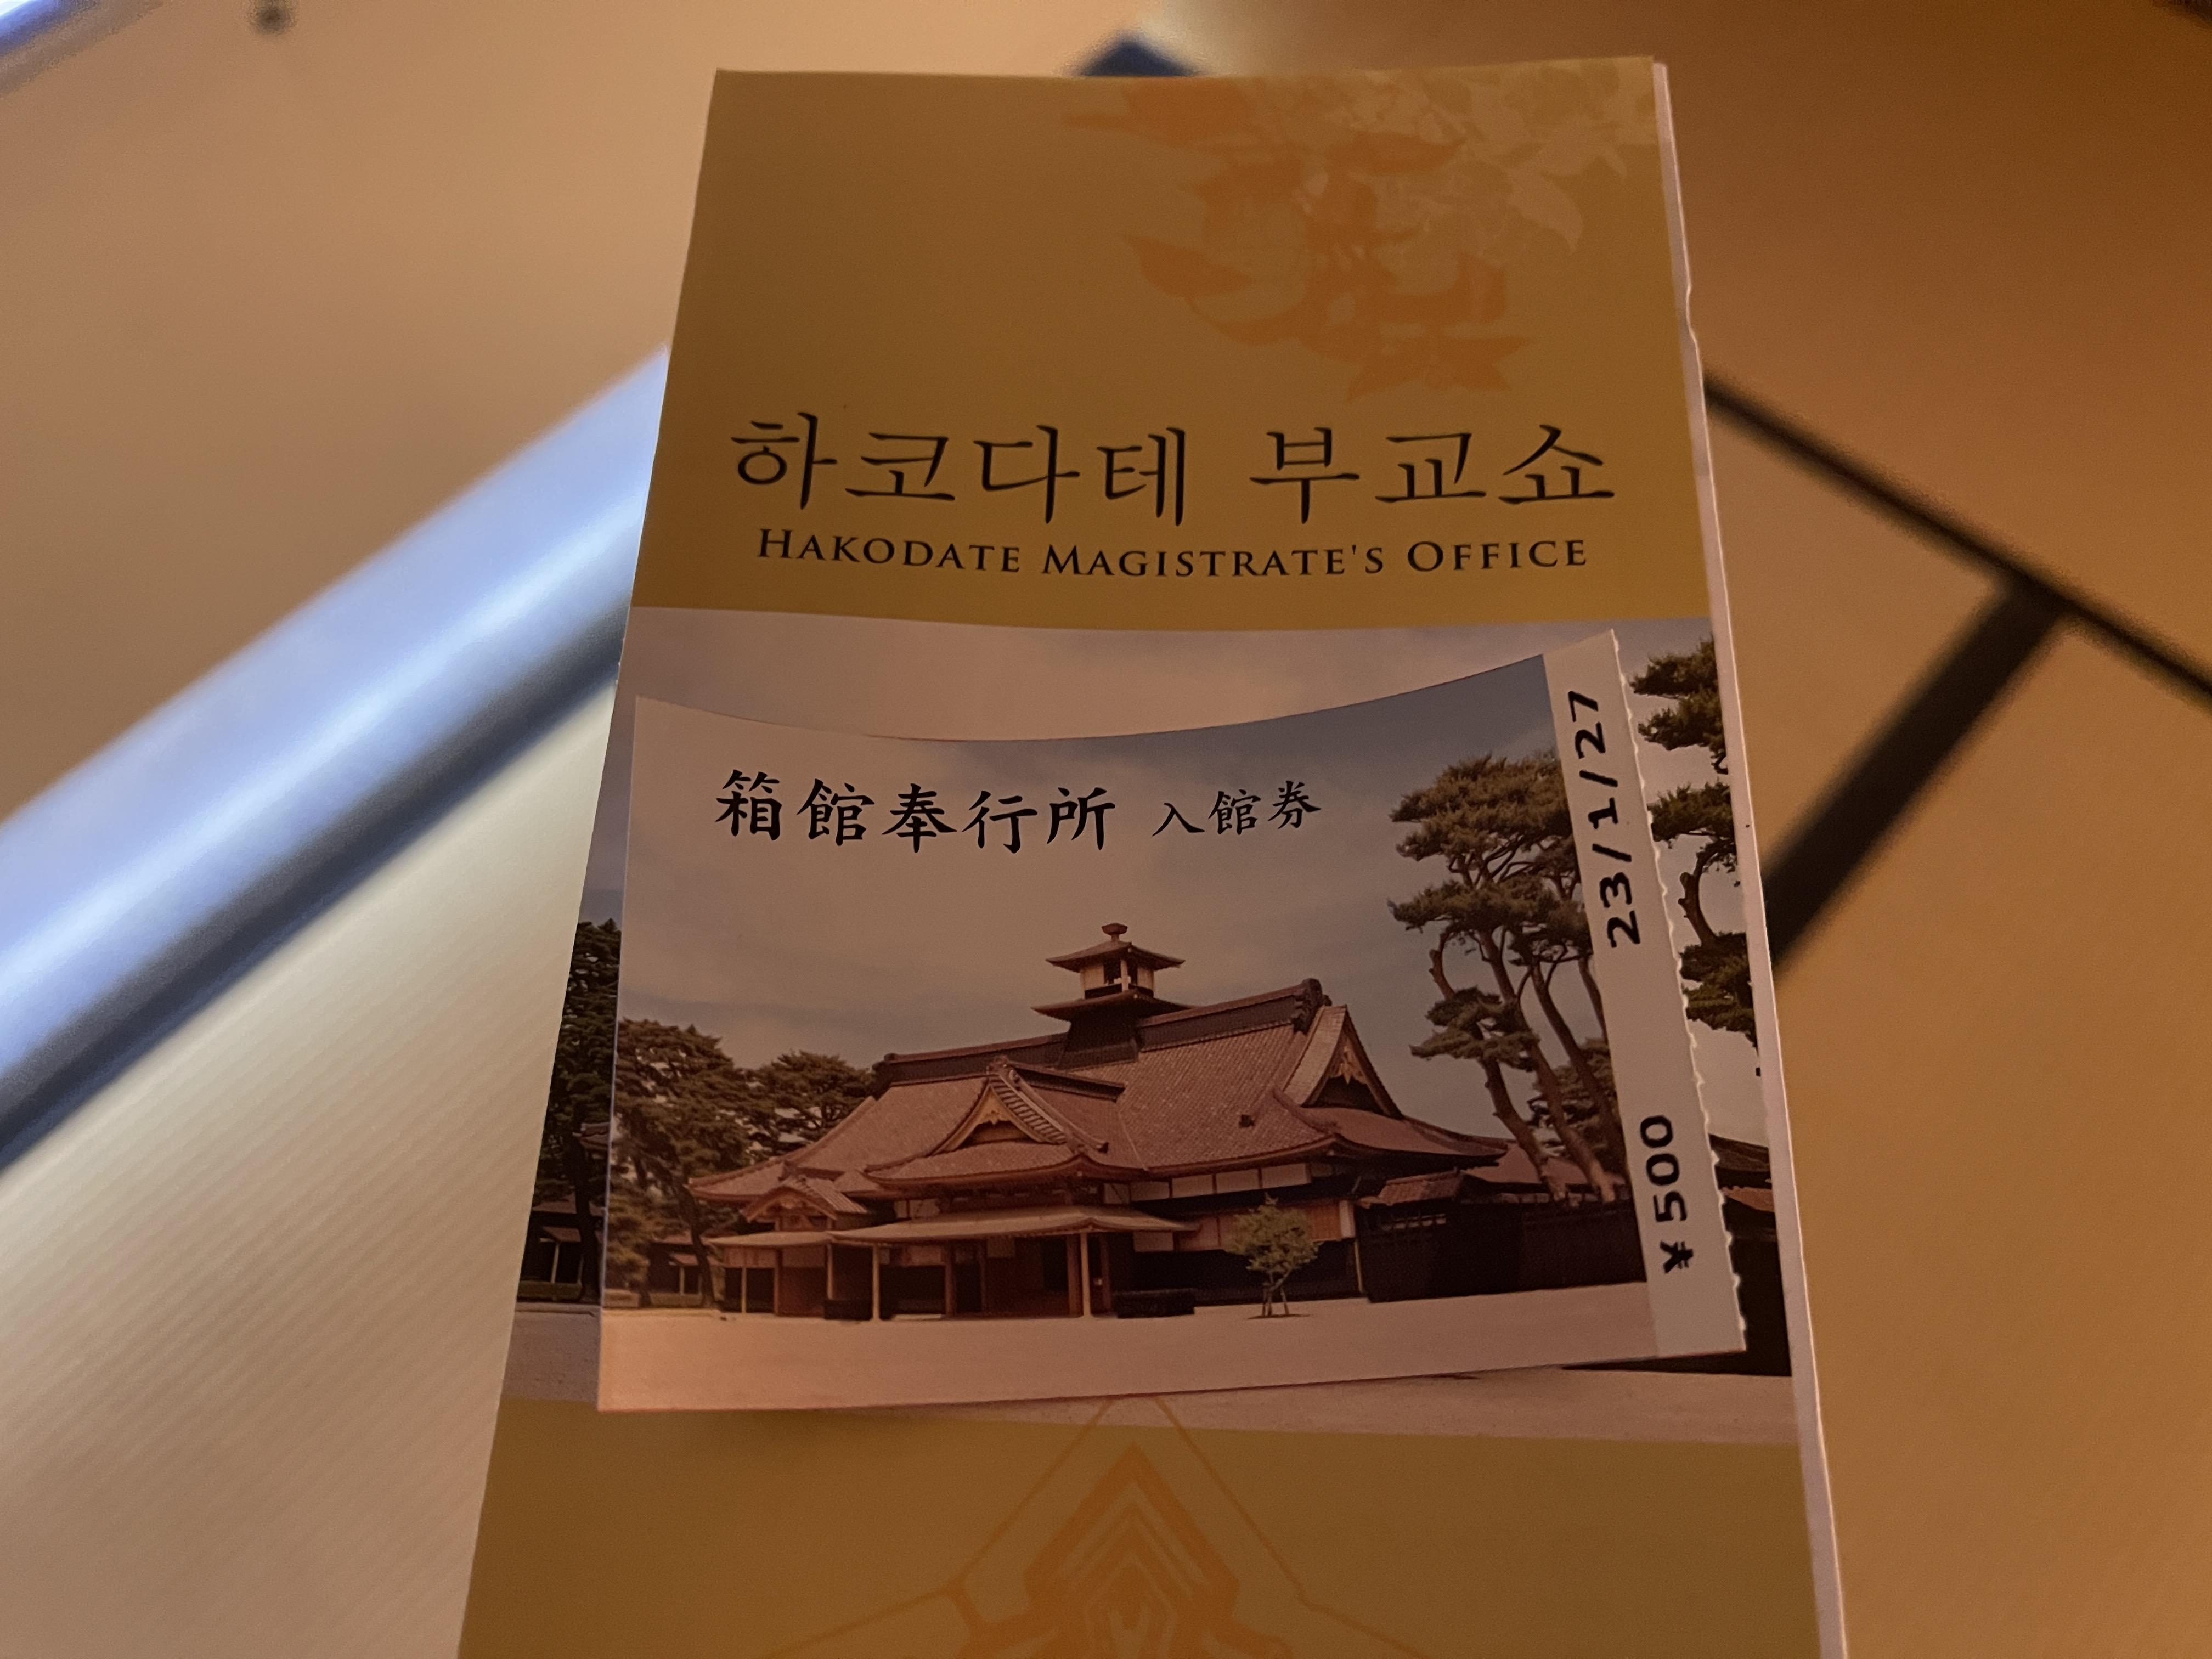 하코다테 부교쇼
HAKODATE MAGISTRATE'S OFFICE
箱館奉行所 入館券
23/1/27
¥500